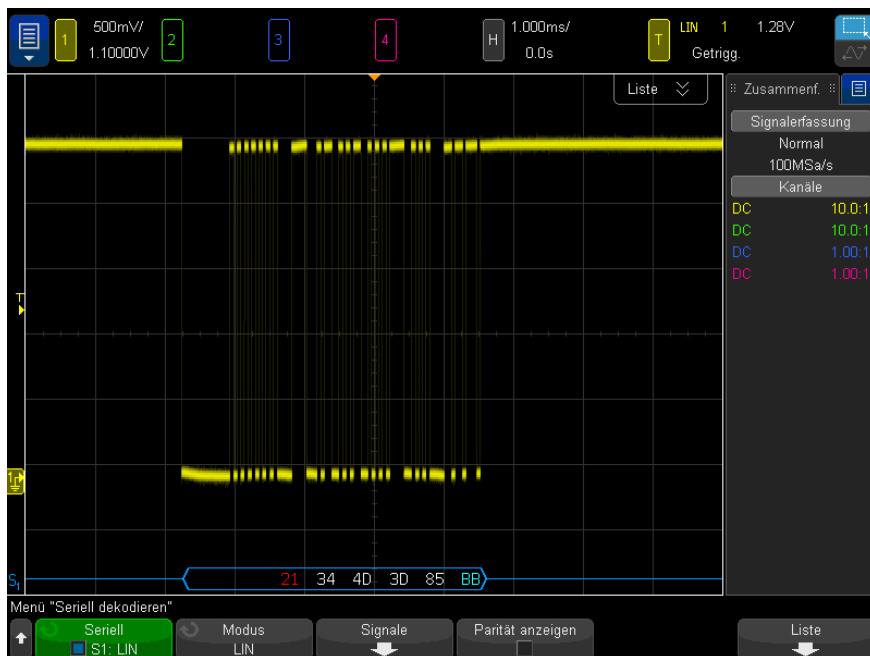 1
500mV/
1.10000V
2
3
4
H
1.000ms/
0.0s
T
LIN 1 1.28V
Getrigg.
Liste
Zusammenf.
Signalerfassung
Normal
100MSa/s
Kanäle
DC 10.0:1
DC 10.0:1
DC 1.00:1
DC 1.00:1
T
1
S1
21 34 4D 3D 85 BB
Menü "Seriell dekodieren"
Seriell
S1: LIN
Modus
LIN
Signale
Parität anzeigen
Liste